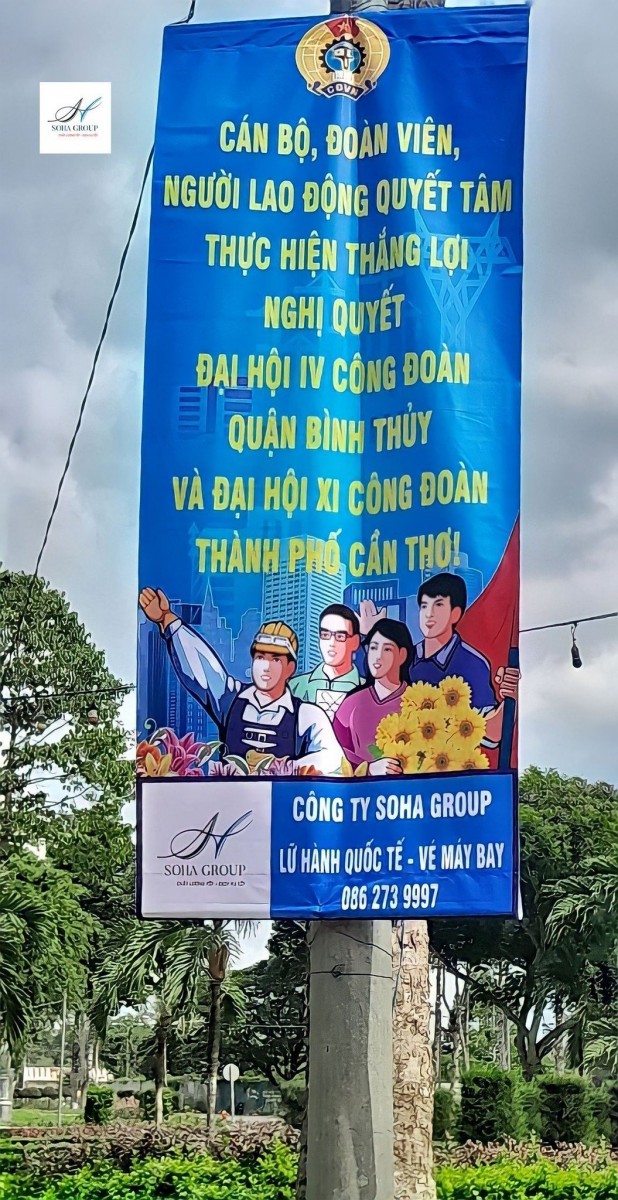 CĐVN
SOHA GROUP
CÁN BỘ, ĐOÀN VIÊN,
NGƯỜI LAO ĐỘNG QUYẾT TÂM
THỰC HIỆN THẮNG LỢI
NGHỊ QUYẾT
ĐẠI HỘI IV CÔNG ĐOÀN
QUẬN BÌNH THỦY
VÀ ĐẠI HỘI XI CÔNG ĐOÀN
THÀNH PHỐ CẦN THƠ!
CÔNG TY SOHA GROUP
LỮ HÀNH QUỐC TẾ - VÉ MÁY BAY
086 273 9997
SOHA GROUP